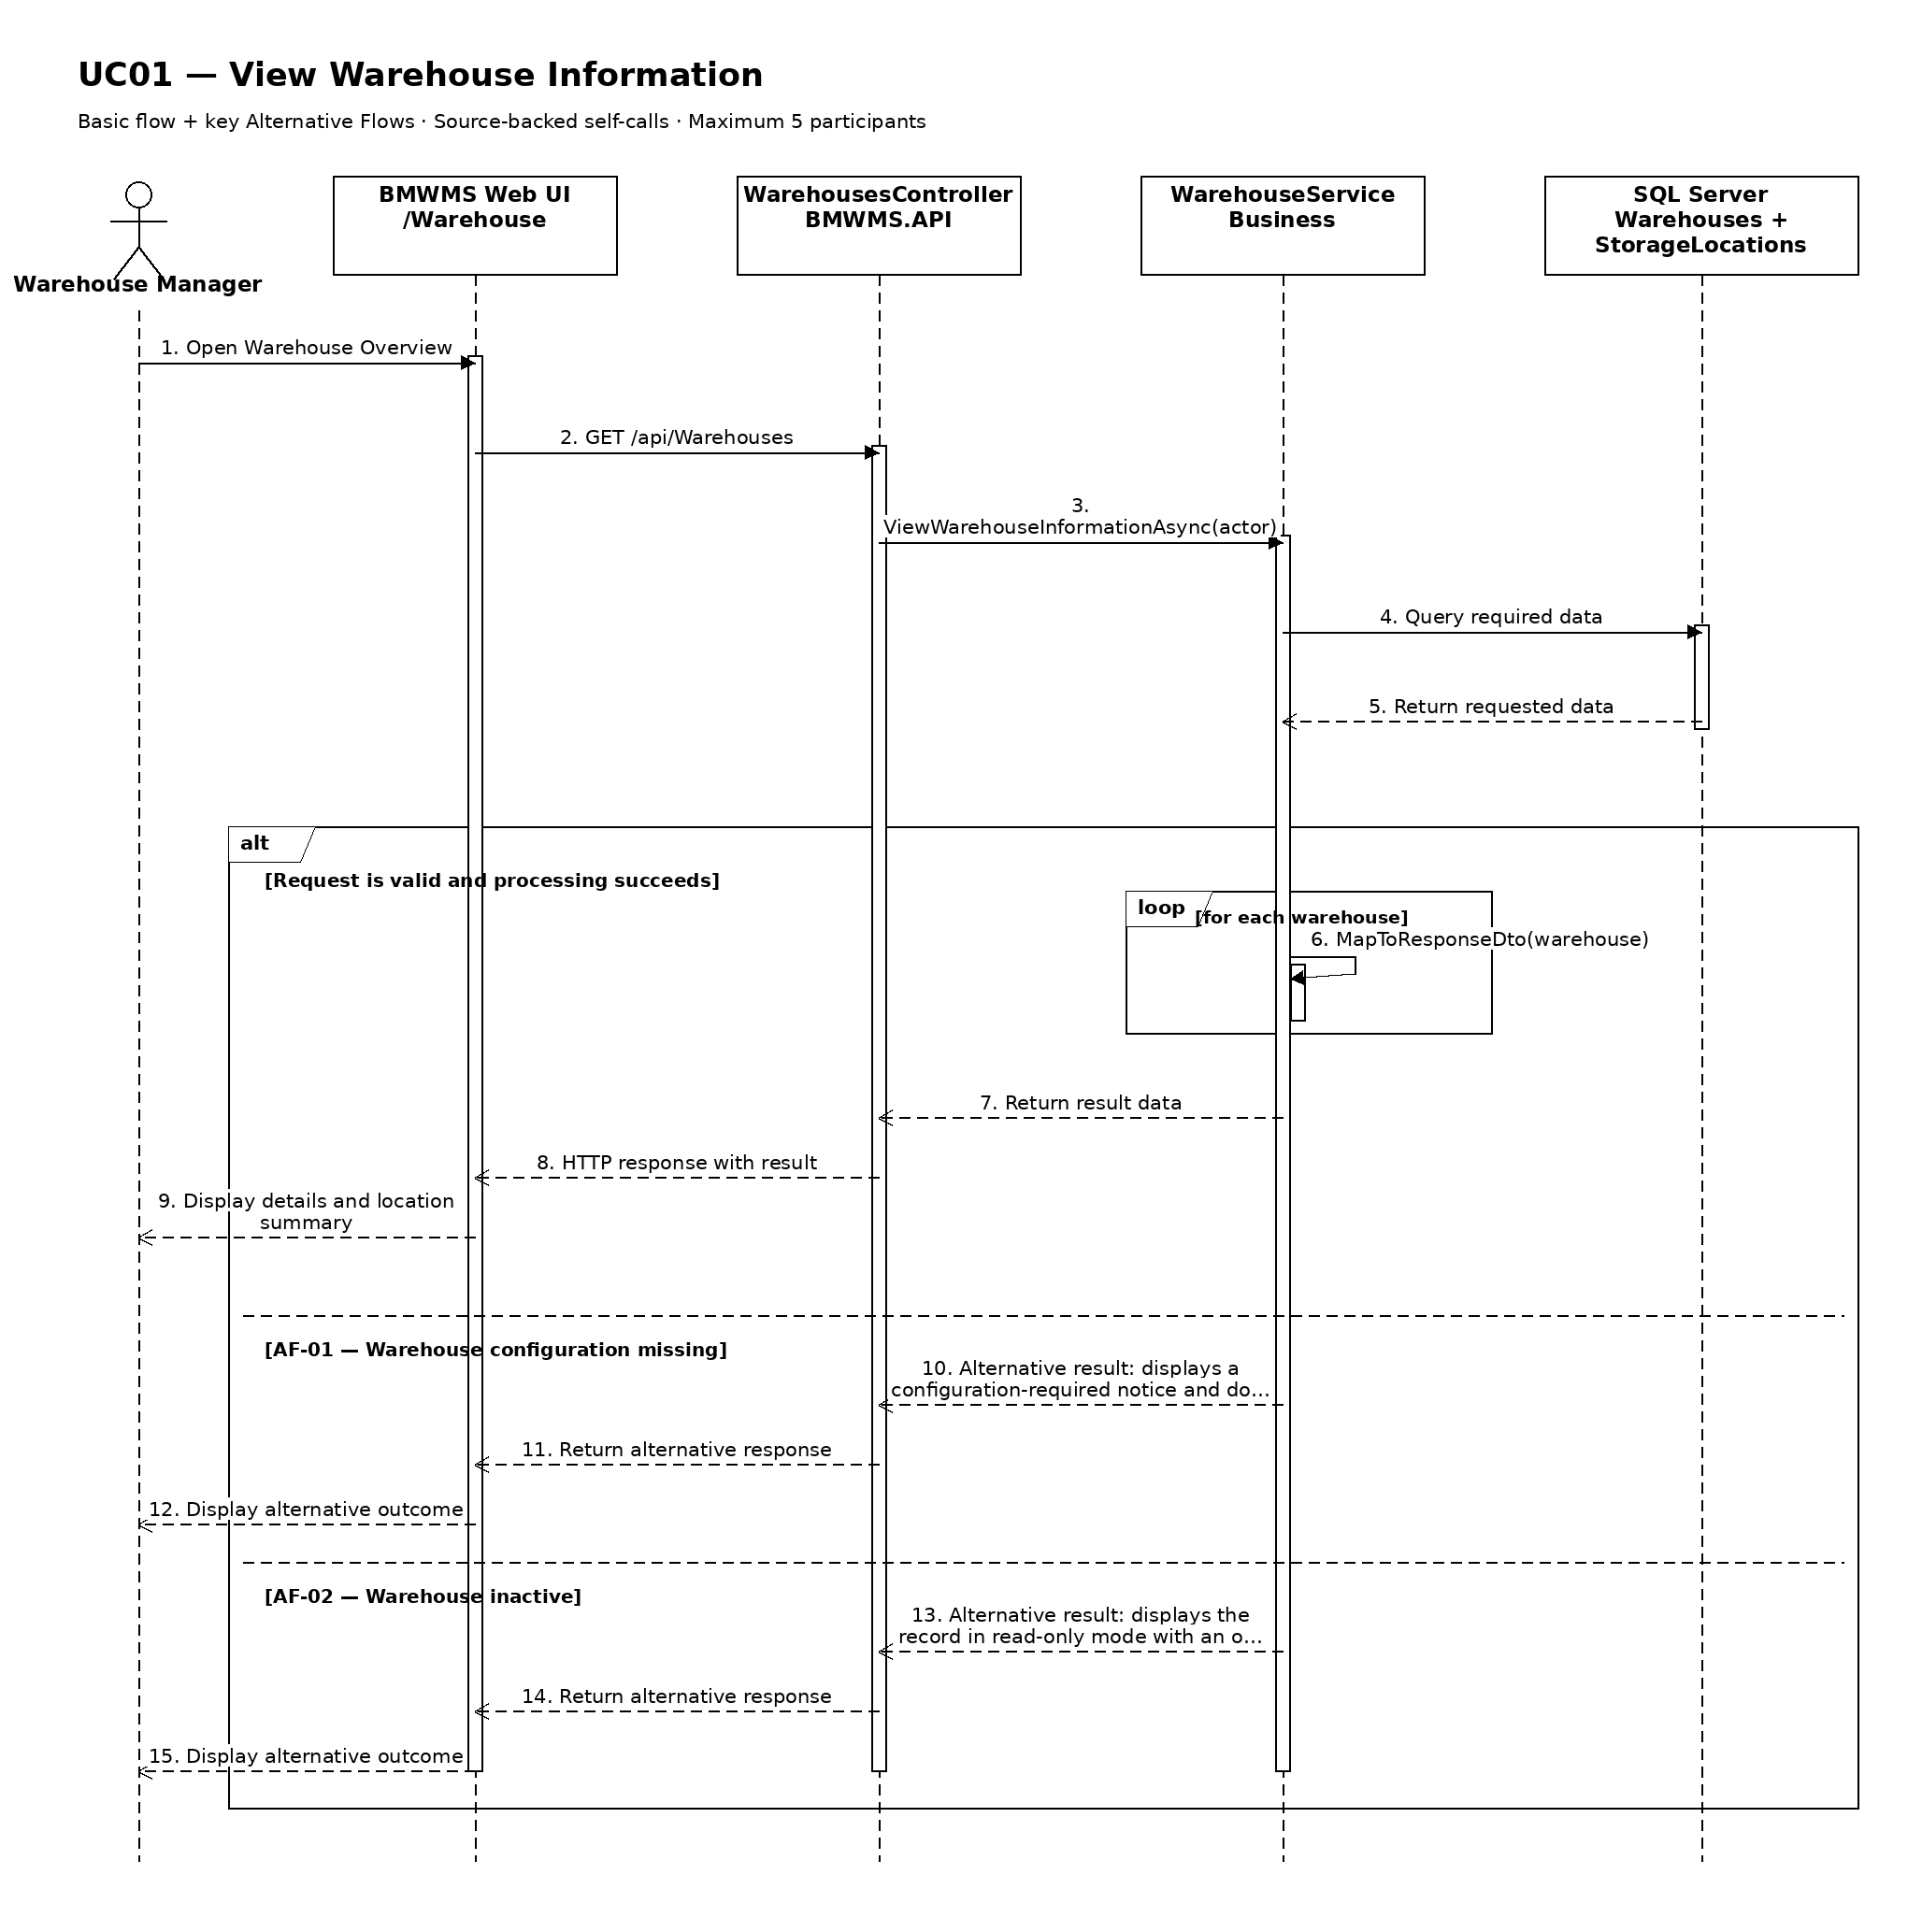 UC01 — View Warehouse Information
Basic flow + key Alternative Flows · Source-backed self-calls · Maximum 5 participants
Warehouse Manager
BMWMS Web UI
/Warehouse
WarehousesController
BMWMS.API
WarehouseService
Business
SQL Server
Warehouses +
StorageLocations
1. Open Warehouse Overview
2. GET /api/Warehouses
3.
ViewWarehouseInformationAsync(actor)
4. Query required data
5. Return requested data
alt
[Request is valid and processing succeeds]
loop
[for each warehouse]
6. MapToResponseDto(warehouse)
7. Return result data
8. HTTP response with result
9. Display details and location
summary
[AF-01 — Warehouse configuration missing]
10. Alternative result: displays a
configuration-required notice and do...
11. Return alternative response
12. Display alternative outcome
[AF-02 — Warehouse inactive]
13. Alternative result: displays the
record in read-only mode with an o...
14. Return alternative response
15. Display alternative outcome